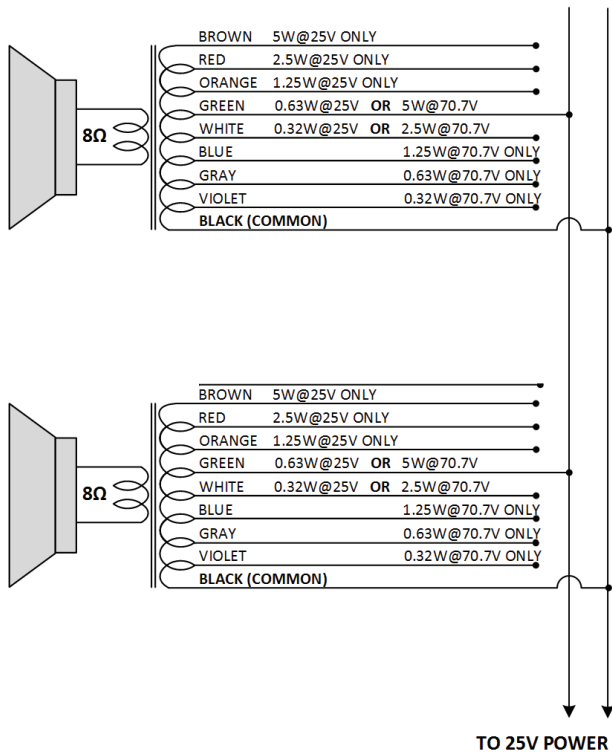 BROWN 5W@25V ONLY
RED 2.5W@25V ONLY
ORANGE 1.25W@25V ONLY
GREEN 0.63W@25V OR 5W@70.7V
8Ω
WHITE 0.32W@25V OR 2.5W@70.7V
BLUE 1.25W@70.7V ONLY
GRAY 0.63W@70.7V ONLY
VIOLET 0.32W@70.7V ONLY
BLACK (COMMON)
BROWN 5W@25V ONLY
RED 2.5W@25V ONLY
ORANGE 1.25W@25V ONLY
GREEN 0.63W@25V OR 5W@70.7V
8Ω
WHITE 0.32W@25V OR 2.5W@70.7V
BLUE 1.25W@70.7V ONLY
GRAY 0.63W@70.7V ONLY
VIOLET 0.32W@70.7V ONLY
BLACK (COMMON)
TO 25V POWER